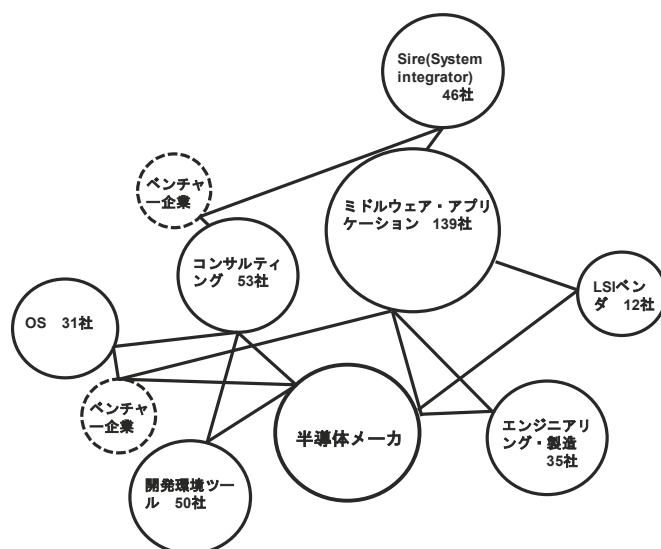 Sire(System
integrator)
46社
ベンチャ
ー企業
ミドルウェア・アプリ
ケーション　139社
コンサルティ
ング　53社
LSIベン
ダ　12社
OS　31社
ベンチャ
ー企業
半導体メーカ
エンジニアリ
ング・製造
35社
開発環境ツー
ル　50社